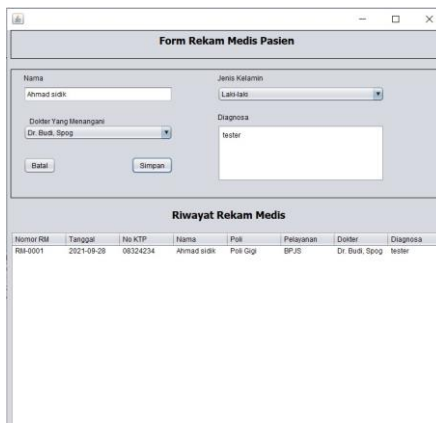 Form Rekam Medis Pasien
Nama
Jenis Kelamin
Ahmad sidik
Laki-laki
Dokter Yang Menangani
Diagnosa
Dr. Budi, Spog
tester
Batal
Simpan
Riwayat Rekam Medis
Nomor RM Tanggal No KTP Nama Poli Pelayanan Dokter Diagnosa
RM-0001 2021-09-28 08324234 Ahmad sidik Poli Gigi BPJS Dr. Budi, Spog tester